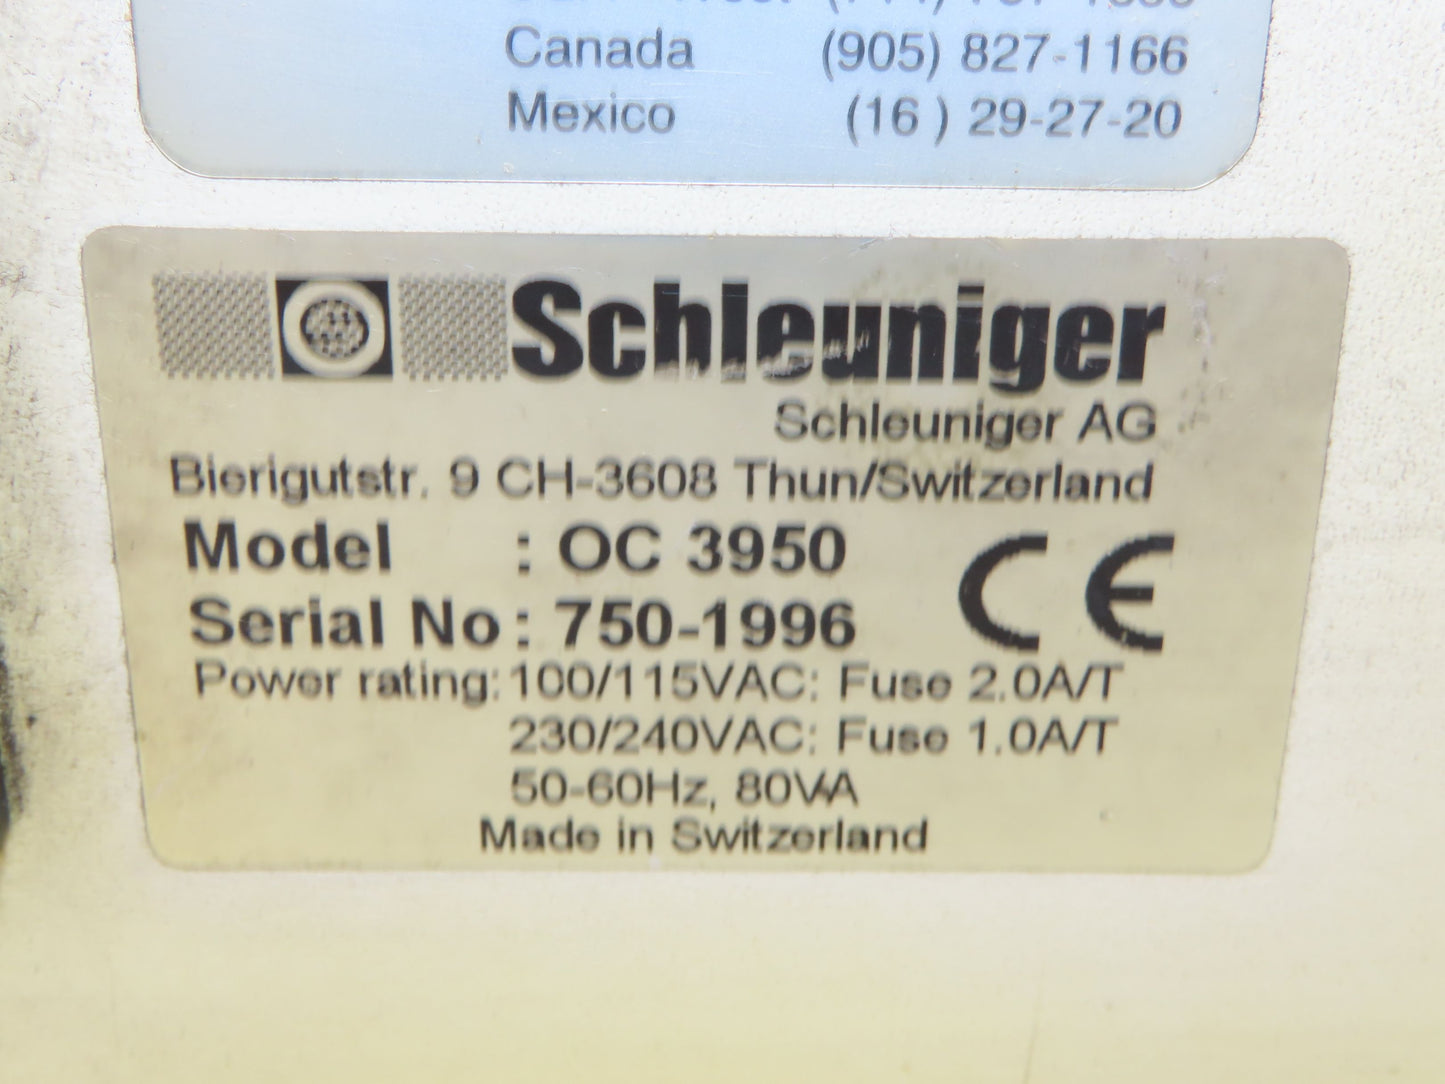 Canada (905) 827-1166
Mexico (16 ) 29-27-20
Schleuniger
Schleuniger AG
Bierigutstr. 9 CH-3608 Thun/Switzerland
Model : OC 3950
Serial No : 750-1996
CE
Power rating: 100/115VAC: Fuse 2.0A/T
230/240VAC: Fuse 1.0A/T
50-60Hz, 80VA
Made in Switzerland